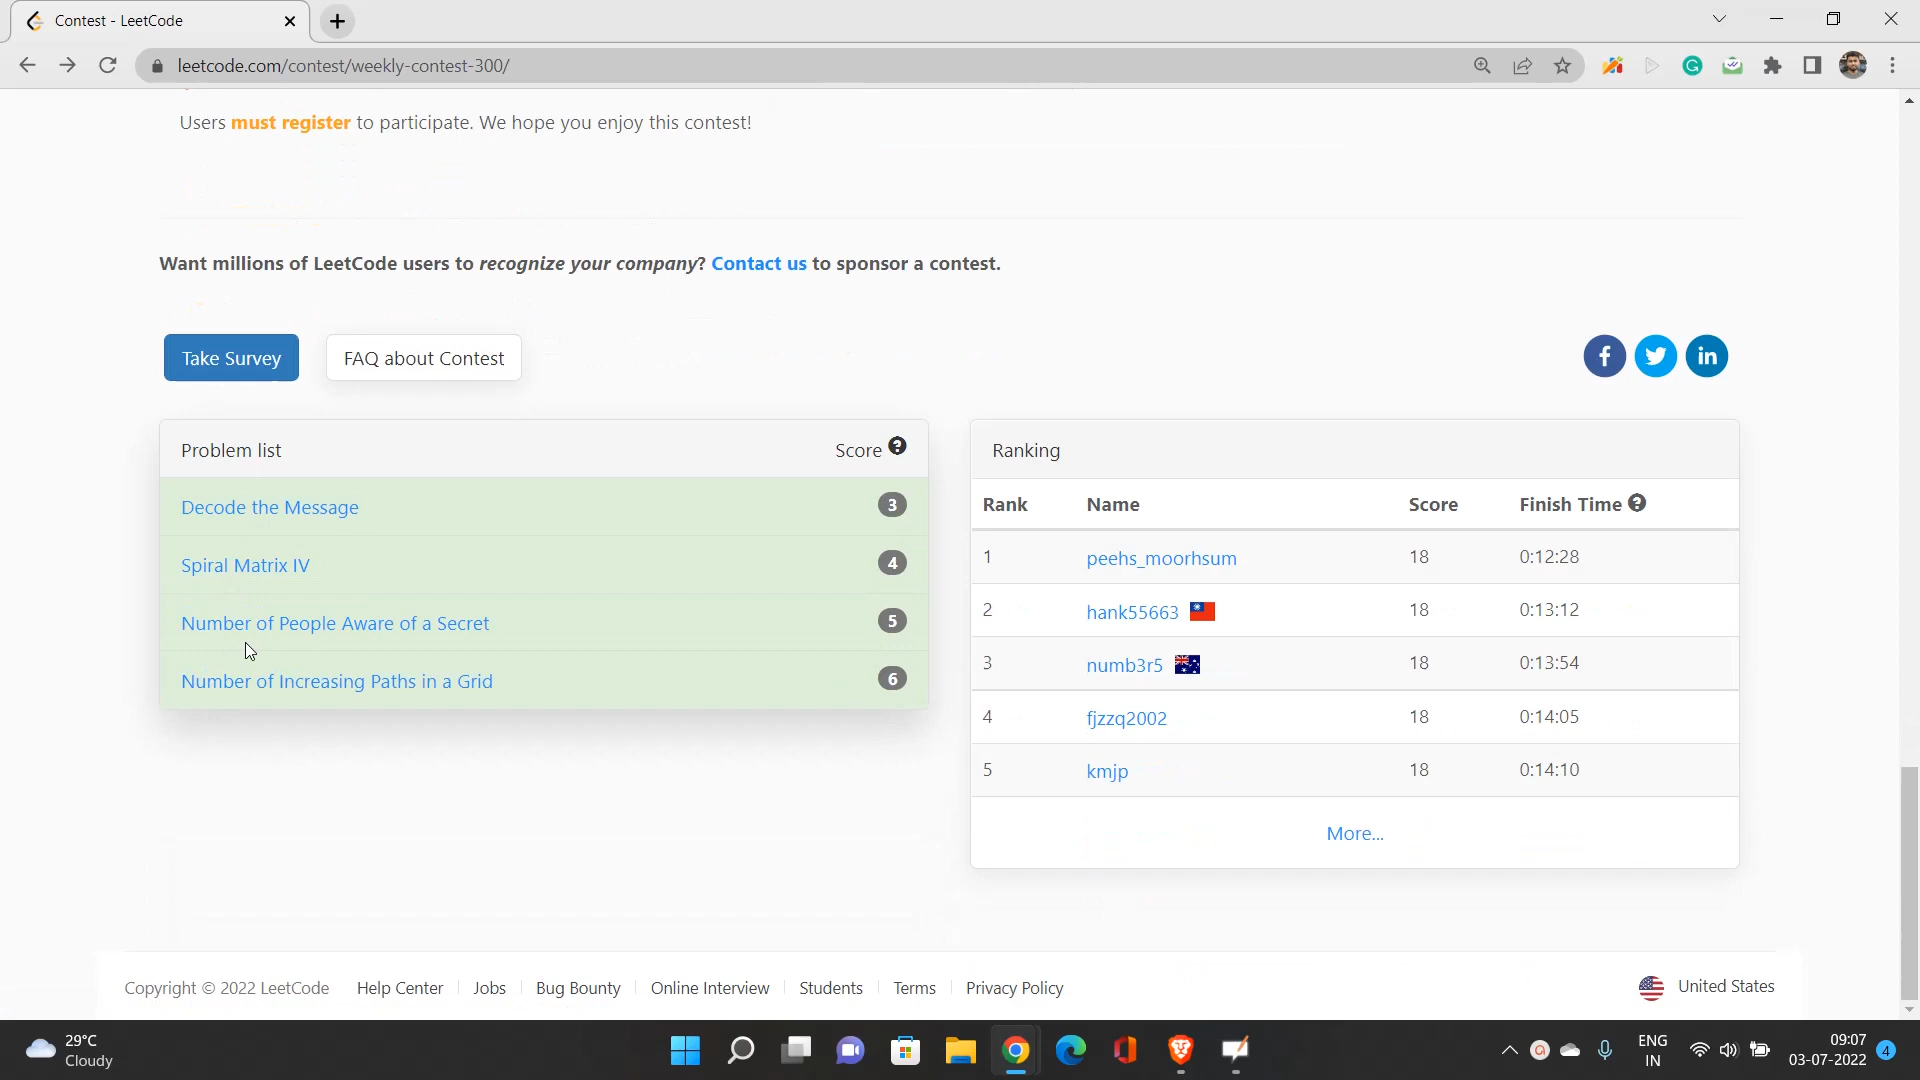 Contest - LeetCode
leetcode.com/contest/weekly-contest-300/
Users must register to participate. We hope you enjoy this contest!
Want millions of LeetCode users to recognize your company? Contact us to sponsor a contest.
Take Survey
FAQ about Contest
Problem list Score
Decode the Message 3
Spiral Matrix IV 4
Number of People Aware of a Secret 5
Number of Increasing Paths in a Grid 6
Ranking
Rank Name Score Finish Time
1 peehs_moorhsum 18 0:12:28
2 hank55663 18 0:13:12
3 numb3r5 18 0:13:54
4 fjzzq2002 18 0:14:05
5 kmjp 18 0:14:10
More...
Copyright © 2022 LeetCode Help Center Jobs Bug Bounty Online Interview Students Terms Privacy Policy United States
29°C
Cloudy
ENG
IN
09:07
03-07-2022
4